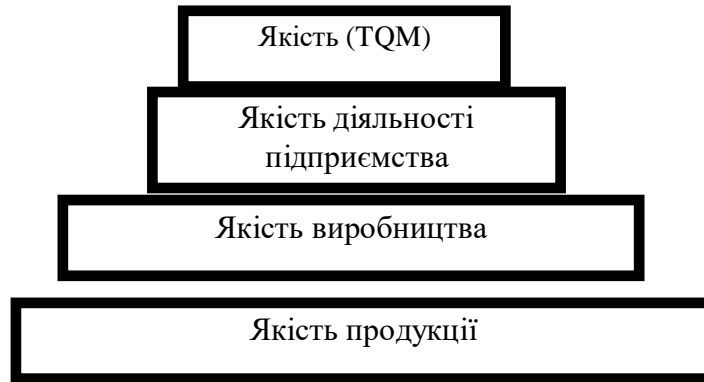 Якість (TQM)
Якість діяльності
підприємства
Якість виробництва
Якість продукції